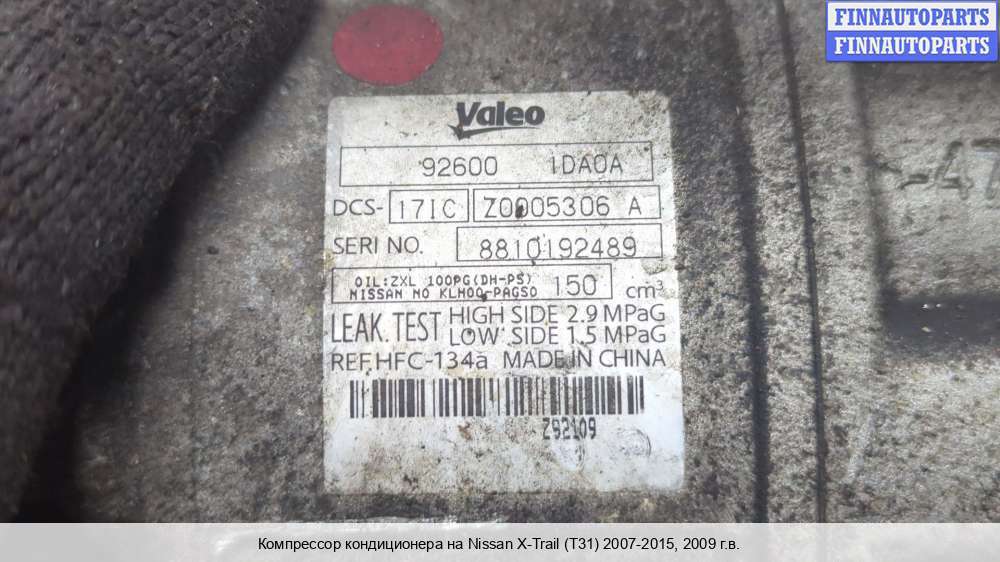 FINNAUTOPARTS
FINNAUTOPARTS
Valeo
92600 1DA0A
DCS- 171C Z0005306 A
SERI NO. 8810192489
OIL:ZXL 100PG(DH-PS)
NISSAN NO KLH00-PAGS0 150 cm³
LEAK. TEST HIGH SIDE 2.9 MPaG
LOW SIDE 1.5 MPaG
REF.HFC-134a MADE IN CHINA
Z92109
Компрессор кондиционера на Nissan X-Trail (T31) 2007-2015, 2009 г.в.